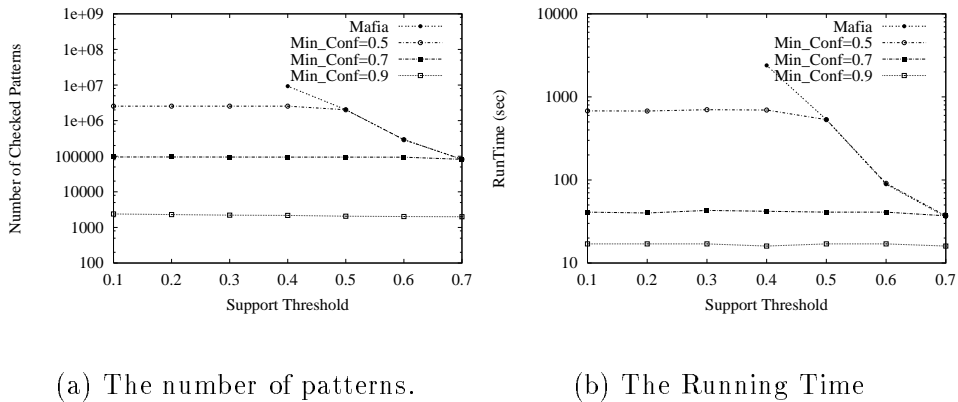 Number of Checked Patterns
1e+09
1e+08
1e+07
1e+06
100000
10000
1000
100
0.1 0.2 0.3 0.4 0.5 0.6 0.7
Support Threshold
Mafia
Min_Conf=0.5
Min_Conf=0.7
Min_Conf=0.9
(a) The number of patterns.
RunTime (sec)
10000
1000
100
10
0.1 0.2 0.3 0.4 0.5 0.6 0.7
Support Threshold
Mafia
Min_Conf=0.5
Min_Conf=0.7
Min_Conf=0.9
(b) The Running Time